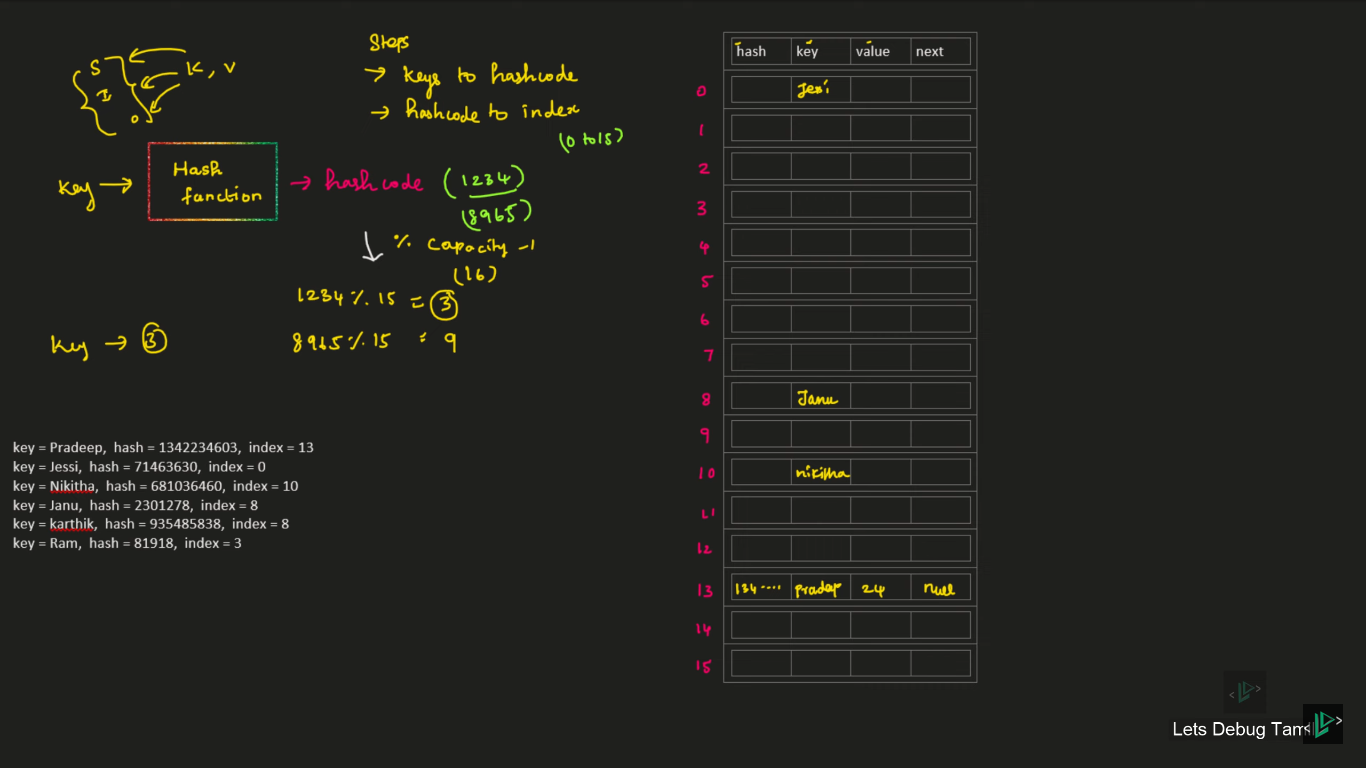 S
I
O
K, V
Steps
→ keys to hashcode
→ hashcode to index
(0 to 15)
Key →
Hash
function
→ hashcode (1234)
(8965)
% Capacity -1
(16)
1234 % 15 = 3
8965 % 15 = 9
Key → 3
key = Pradeep, hash = 1342234603, index = 13
key = Jessi, hash = 71463630, index = 0
key = Nikitha, hash = 681036460, index = 10
key = Janu, hash = 2301278, index = 8
key = karthik, hash = 935485838, index = 8
key = Ram, hash = 81918, index = 3
hash key value next
0 Jessi
1
2
3
4
5
6
7
8 Janu
9
10 nikitha
11
12
13 134.... pradeep 24 null
14
15
Lets Debug Tam